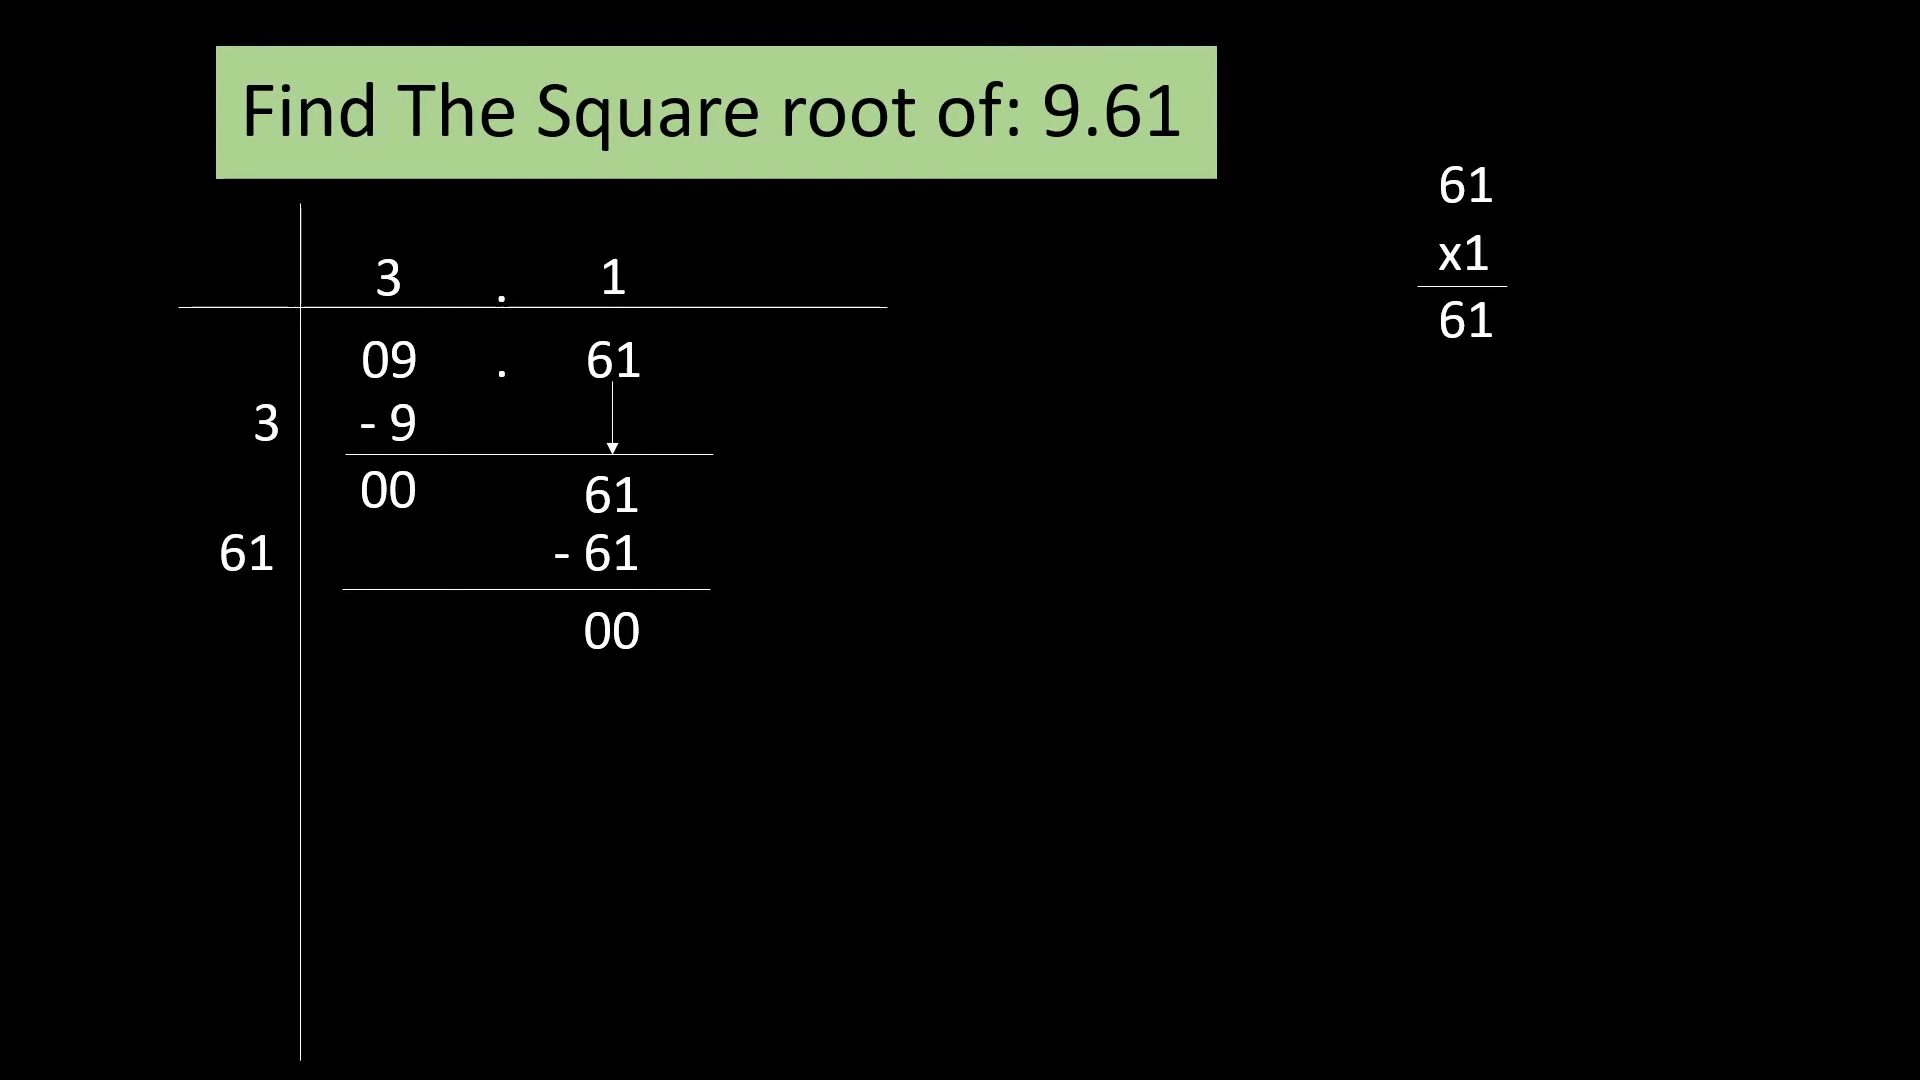 Find The Square root of: 9.61
61
x1
61
3 . 1
09 . 61
3 - 9
00 61
61 - 61
00